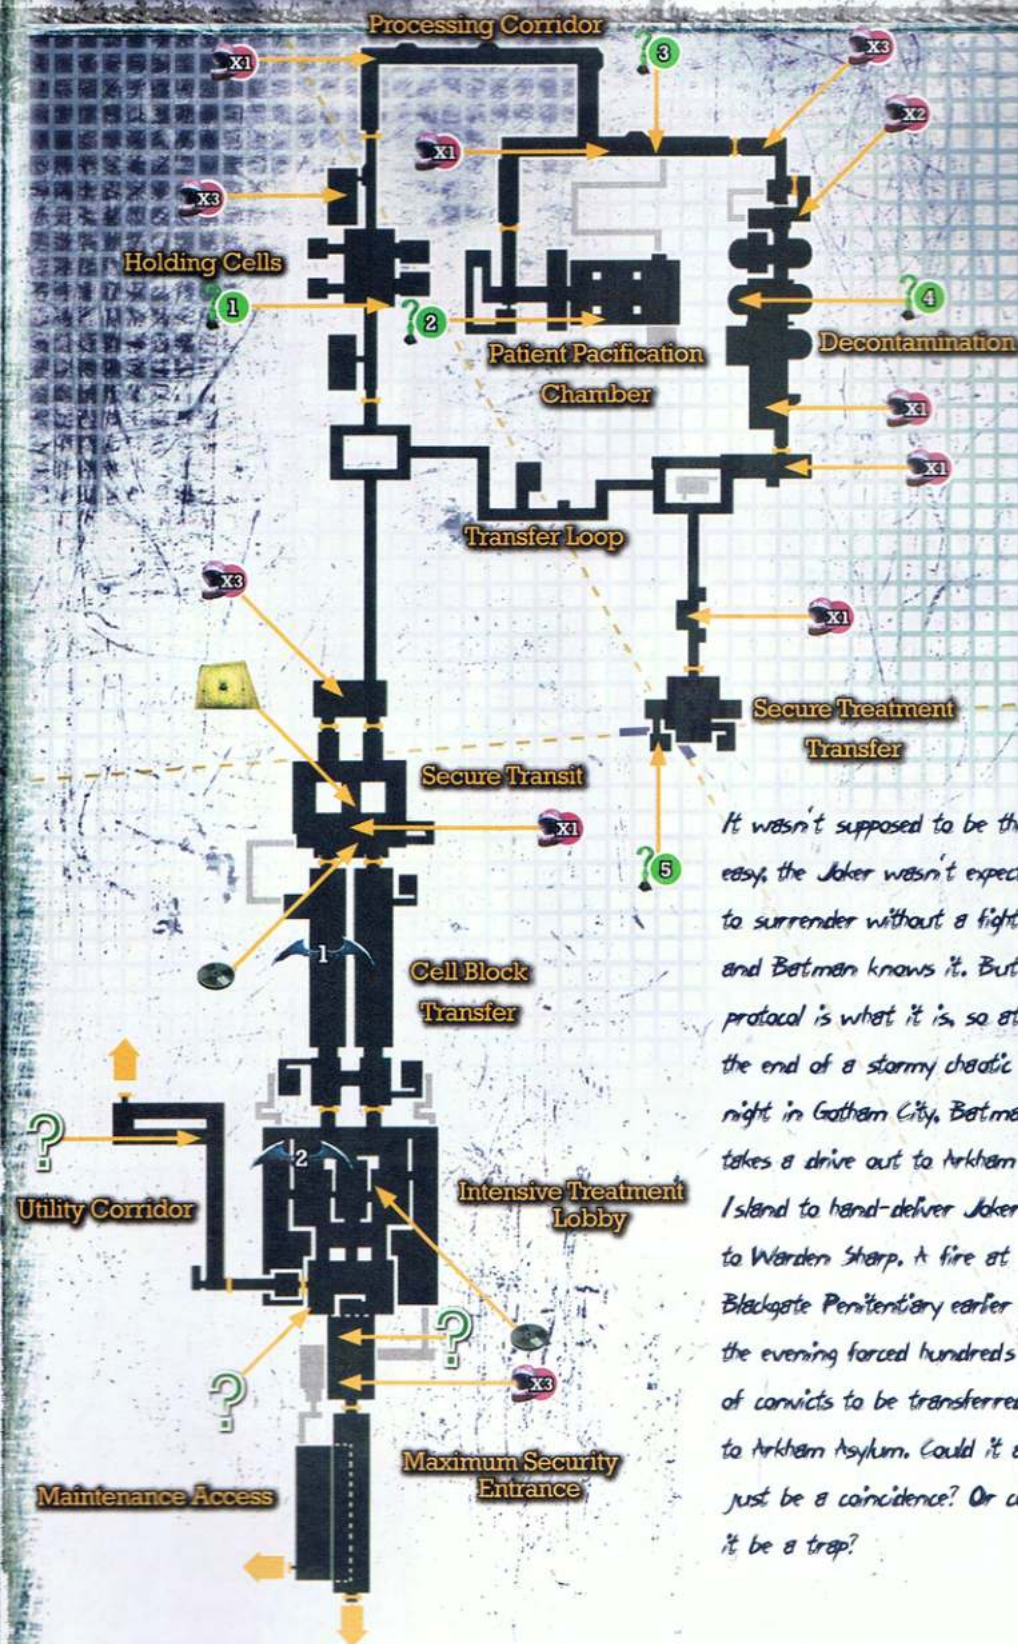 Processing Corridor
X1
3
X3
X2
X1
X3
Holding Cells
1
2
4
Patient Pacification
Chamber
Decontamination
X1
X1
Transfer Loop
X3
X1
Secure Treatment
Transfer
Secure Transit
X1
5
1
Cell Block
Transfer
?
2
Utility Corridor
Intensive Treatment
Lobby
?
?
X3
Maximum Security
Entrance
Maintenance Access
It wasn't supposed to be
easy, the Joker wasn't
to surrender without a fight
and Batman knows it. But
protocol is what it is, so at
the end of a stormy chaotic
night in Gotham City,
takes a drive out to Arkham
Island to hand-deliver Joker
to Warden Sharp. A fire at
Blackgate Penitentiary earlier
the evening forced hundreds
of convicts to be
to Arkham Asylum. Could it
just be a coincidence? Or
it be a trap?